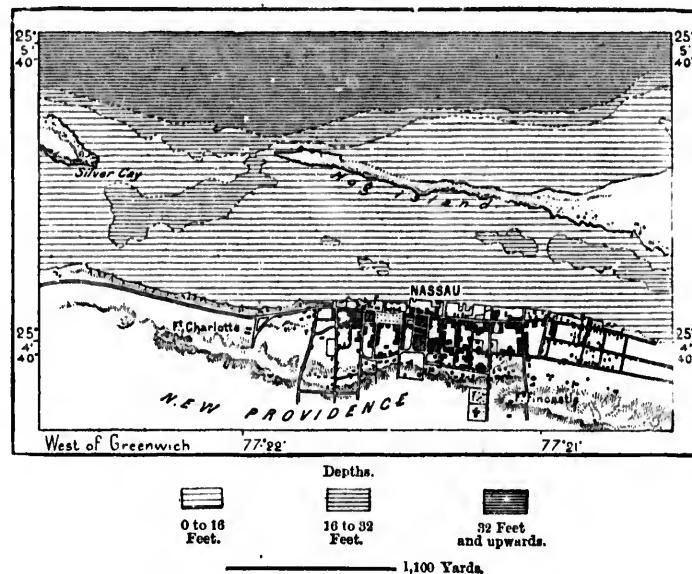 25° 25°
5' 5'
40" 40"
Silver Cay
Hog Island
NASSAU
25° 25°
4' 4'
40" 40"
Ft. Charlotte
NEW PROVIDENCE
West of Greenwich 77°22' 77°21'
Depths.
0 to 16 16 to 32 32 Feet
Feet. Feet. and upwards.
1,100 Yards.